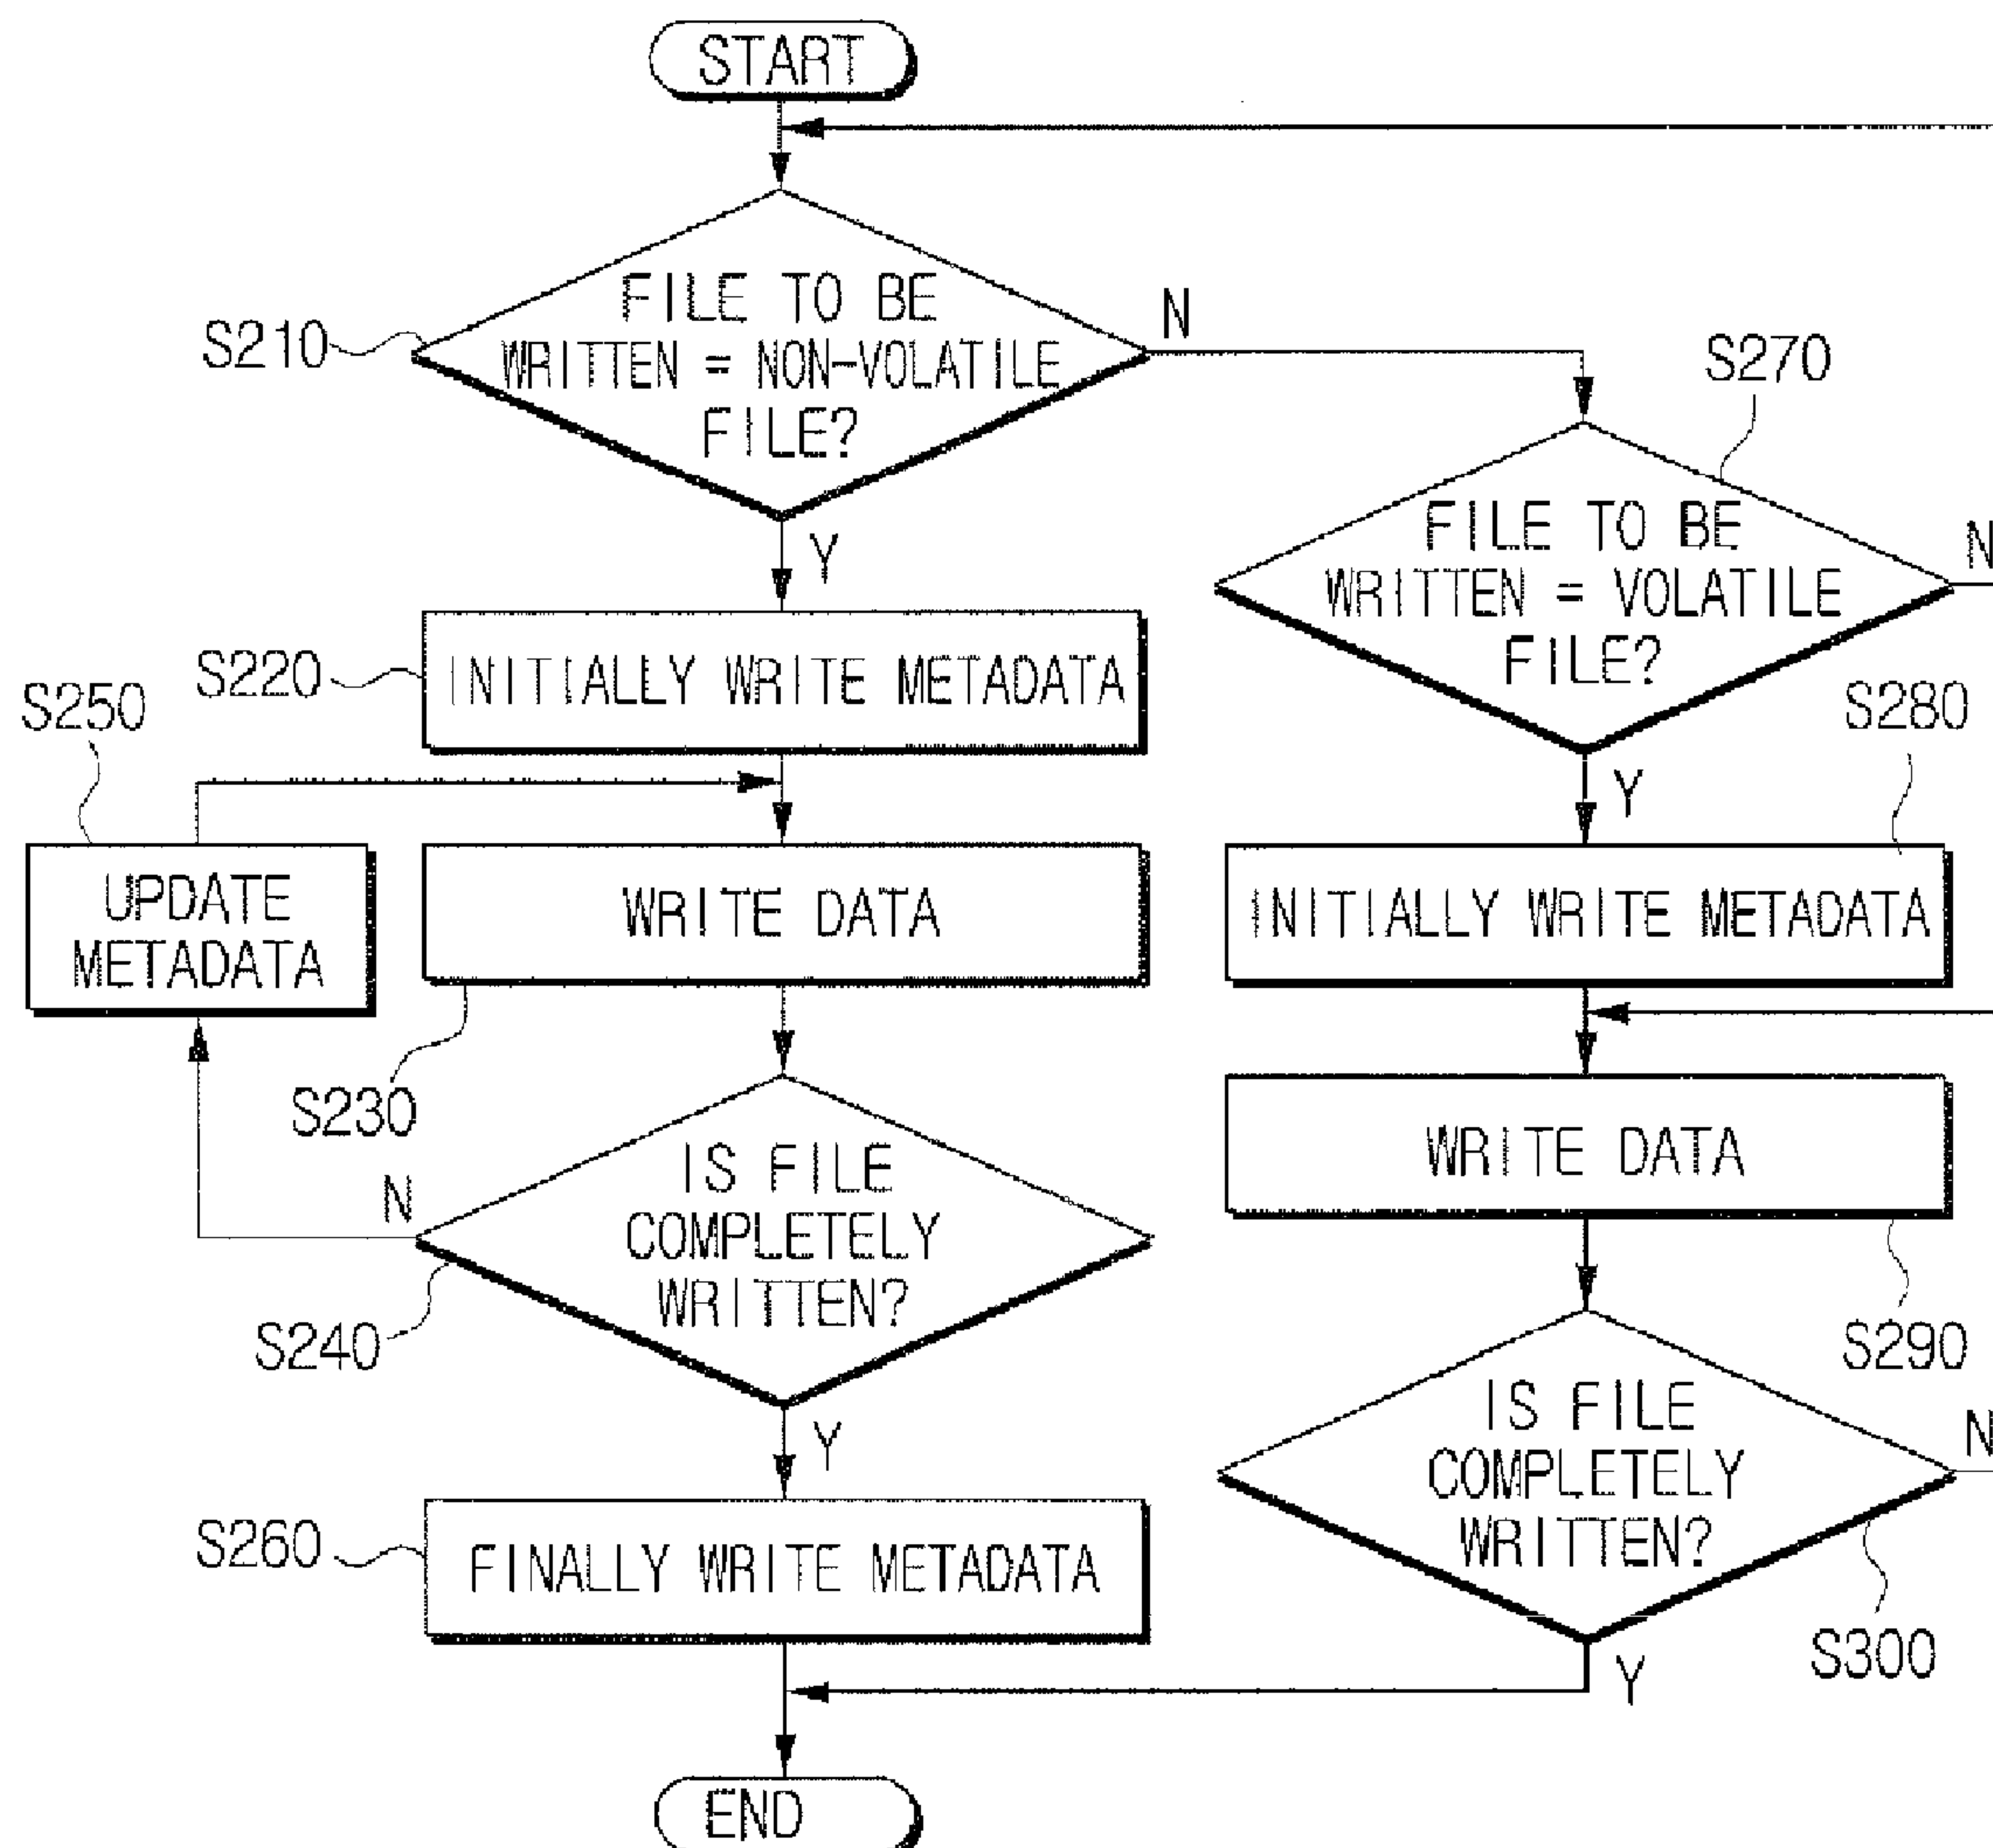 START
FILE TO BE
WRITTEN = NON-VOLATILE
FILE?
S210
N
Y
S270
FILE TO BE
WRITTEN = VOLATILE
FILE?
N
Y
S220
INITIALLY WRITE METADATA
S250
UPDATE
METADATA
WRITE DATA
S230
S280
INITIALLY WRITE METADATA
WRITE DATA
S290
IS FILE
COMPLETELY
WRITTEN?
N
S240
Y
IS FILE
COMPLETELY
WRITTEN?
N
S300
Y
S260
FINALLY WRITE METADATA
END